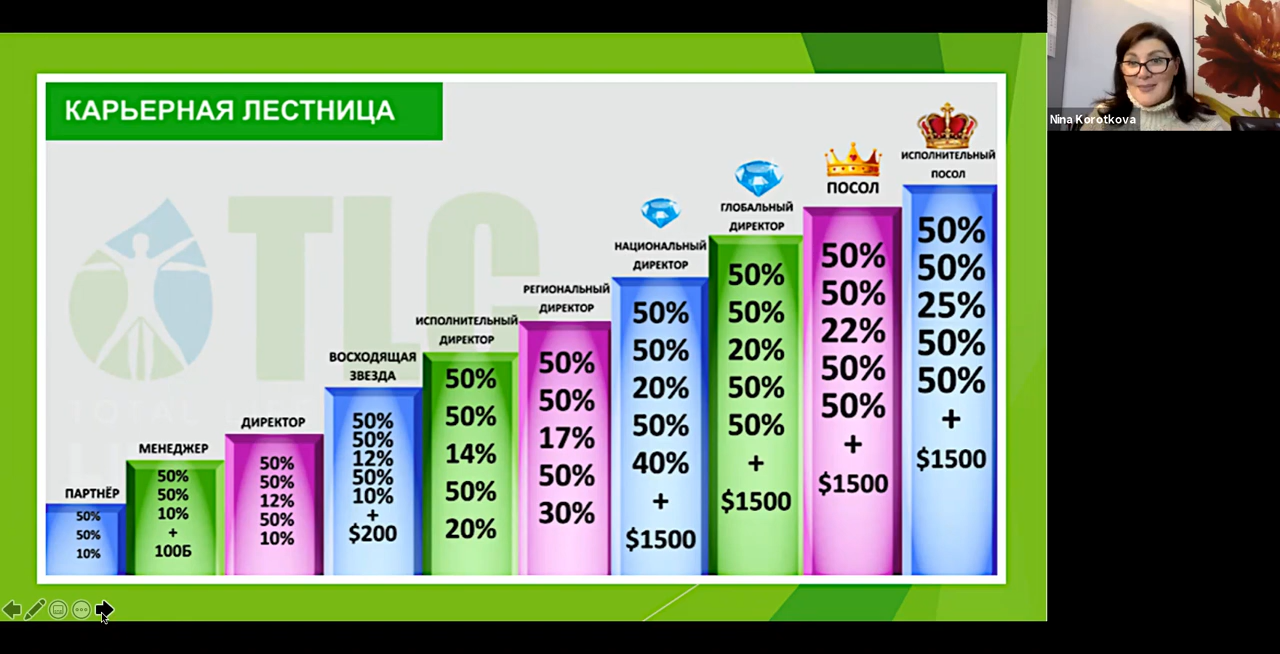 КАРЬЕРНАЯ ЛЕСТНИЦА
Nina Korotkova
TLC
ПАРТНЁР
50%
50%
10%
МЕНЕДЖЕР
50%
50%
10%
+
100Б
ДИРЕКТОР
50%
50%
12%
50%
10%
ВОСХОДЯЩАЯ
ЗВЕЗДА
50%
50%
12%
50%
10%
+
$200
ИСПОЛНИТЕЛЬНЫЙ
ДИРЕКТОР
50%
50%
14%
50%
20%
РЕГИОНАЛЬНЫЙ
ДИРЕКТОР
50%
50%
17%
50%
30%
НАЦИОНАЛЬНЫЙ
ДИРЕКТОР
50%
50%
20%
50%
40%
+
$1500
ГЛОБАЛЬНЫЙ
ДИРЕКТОР
50%
50%
20%
50%
50%
+
$1500
ПОСОЛ
50%
50%
22%
50%
50%
+
$1500
ИСПОЛНИТЕЛЬНЫЙ
ПОСОЛ
50%
50%
25%
50%
50%
+
$1500